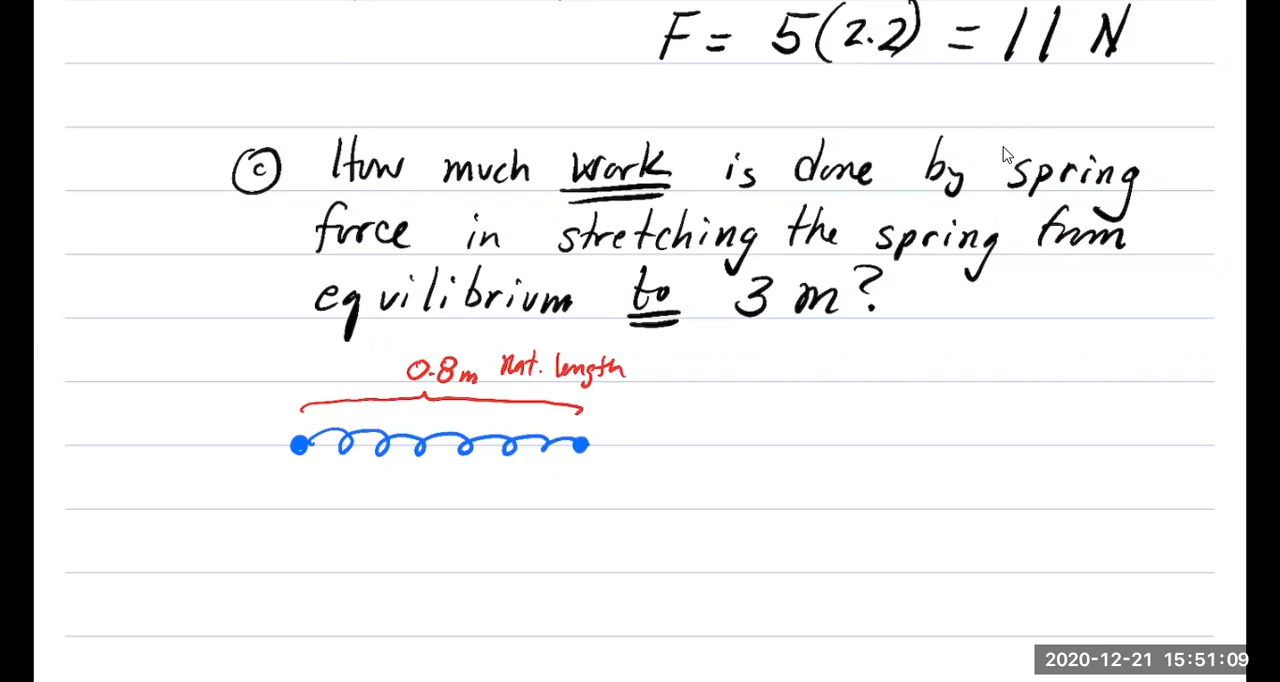 F = 5(2.2) = 11 N
ⓒ How much work is done by spring
force in stretching the spring from
equilibrium to 3 m?
0.8m Nat. length
2020-12-21 15:51:09